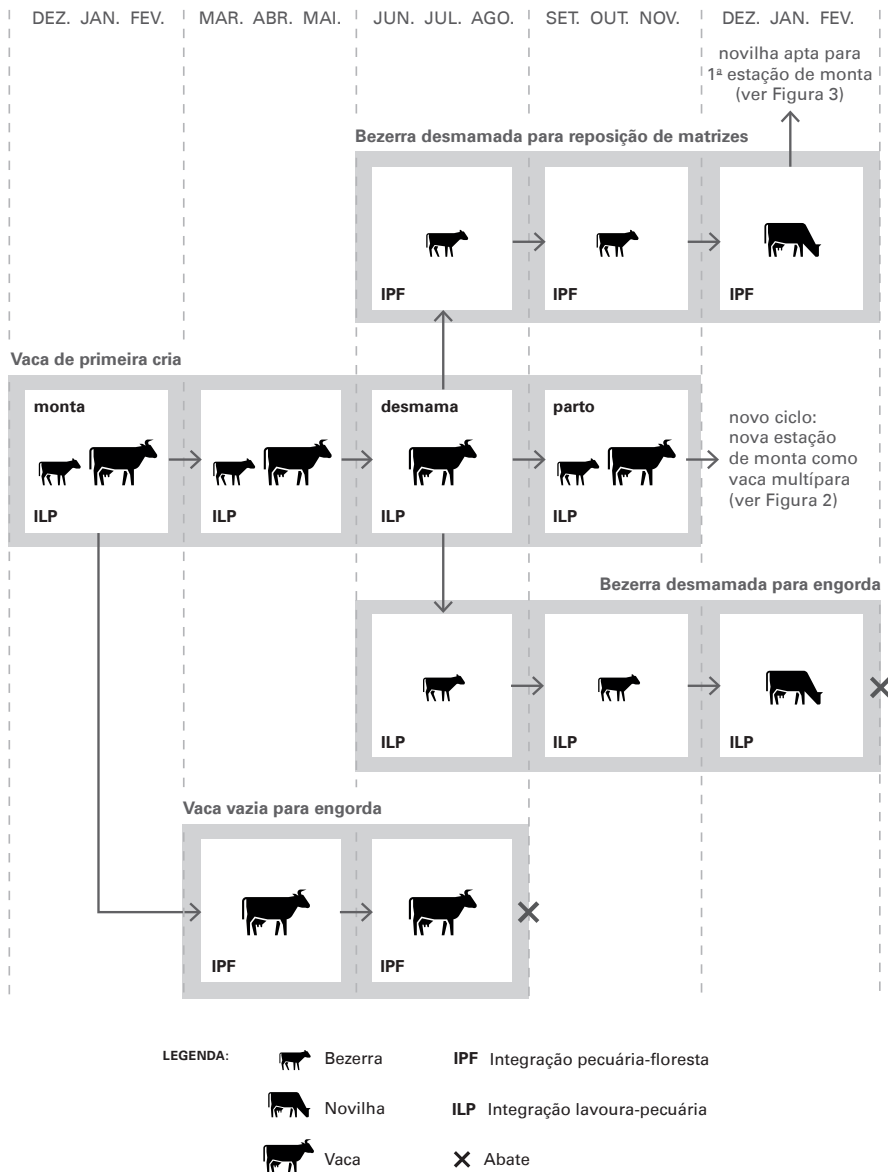 DEZ. JAN. FEV. MAR. ABR. MAI. JUN. JUL. AGO. SET. OUT. NOV. DEZ. JAN. FEV.
novilha apta para
1ª estação de monta
(ver Figura 3)
Bezerra desmamada para reposição de matrizes
IPF IPF IPF
Vaca de primeira cria
monta desmama parto
novo ciclo:
nova estação
de monta como
vaca multípara
(ver Figura 2)
ILP ILP ILP ILP
Bezerra desmamada para engorda
ILP ILP ILP
Vaca vazia para engorda
IPF IPF
LEGENDA: Bezerra IPF Integração pecuária-floresta
Novilha ILP Integração lavoura-pecuária
Vaca Abate